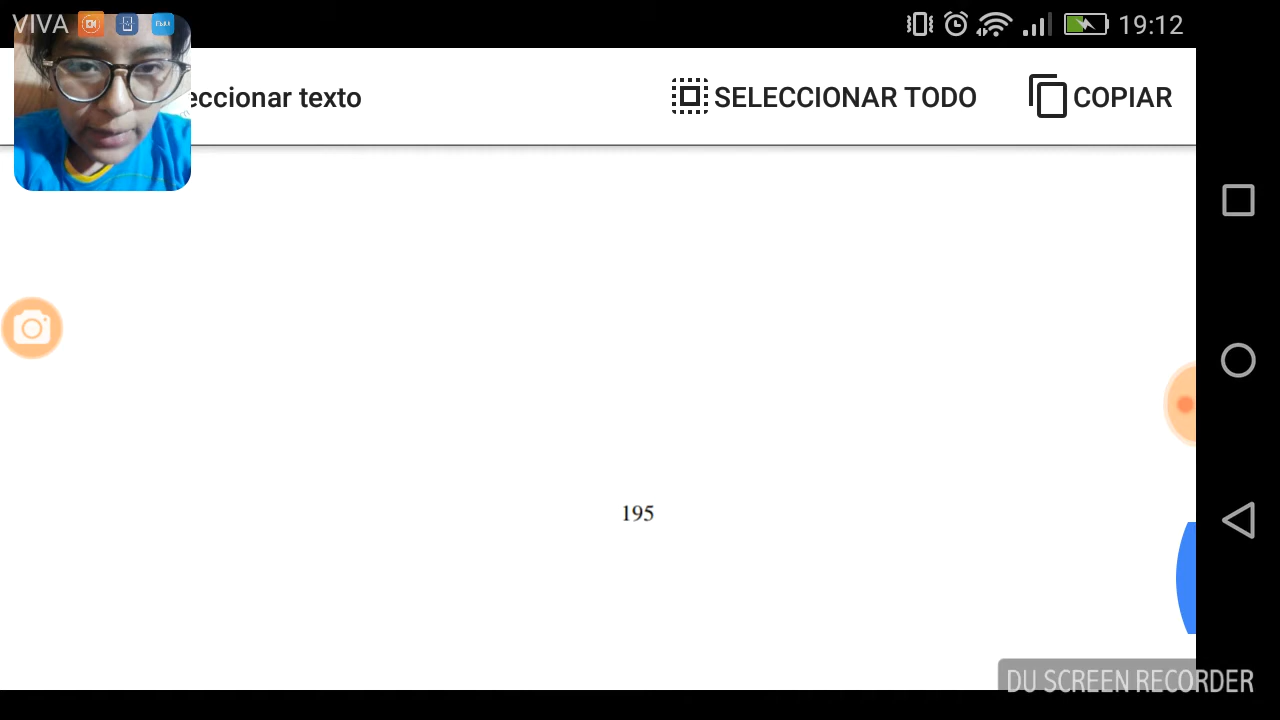 VIVA 19:12
eccionar texto SELECCIONAR TODO COPIAR
195
DU SCREEN RECORDER